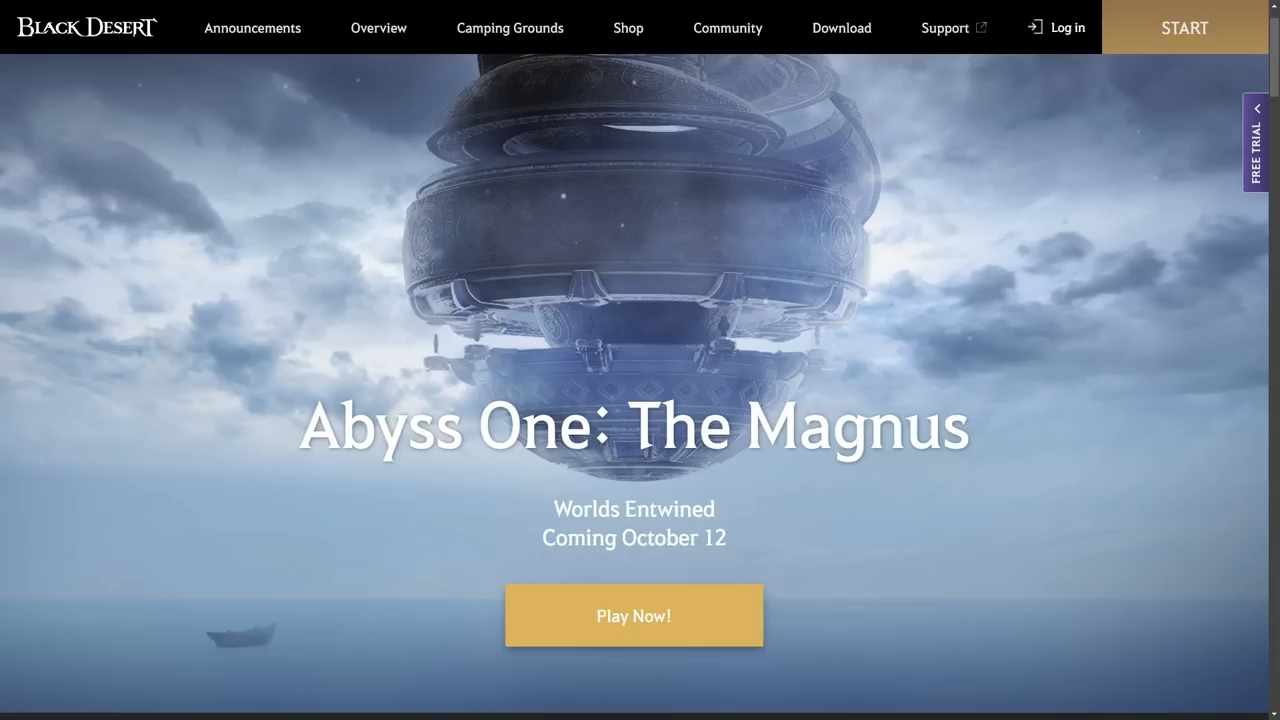 BLACK DESERT
Announcements
Overview
Camping Grounds
Shop
Community
Download
Support
Log in
START
FREE TRIAL
Abyss One: The Magnus
Worlds Entwined
Coming October 12
Play Now!